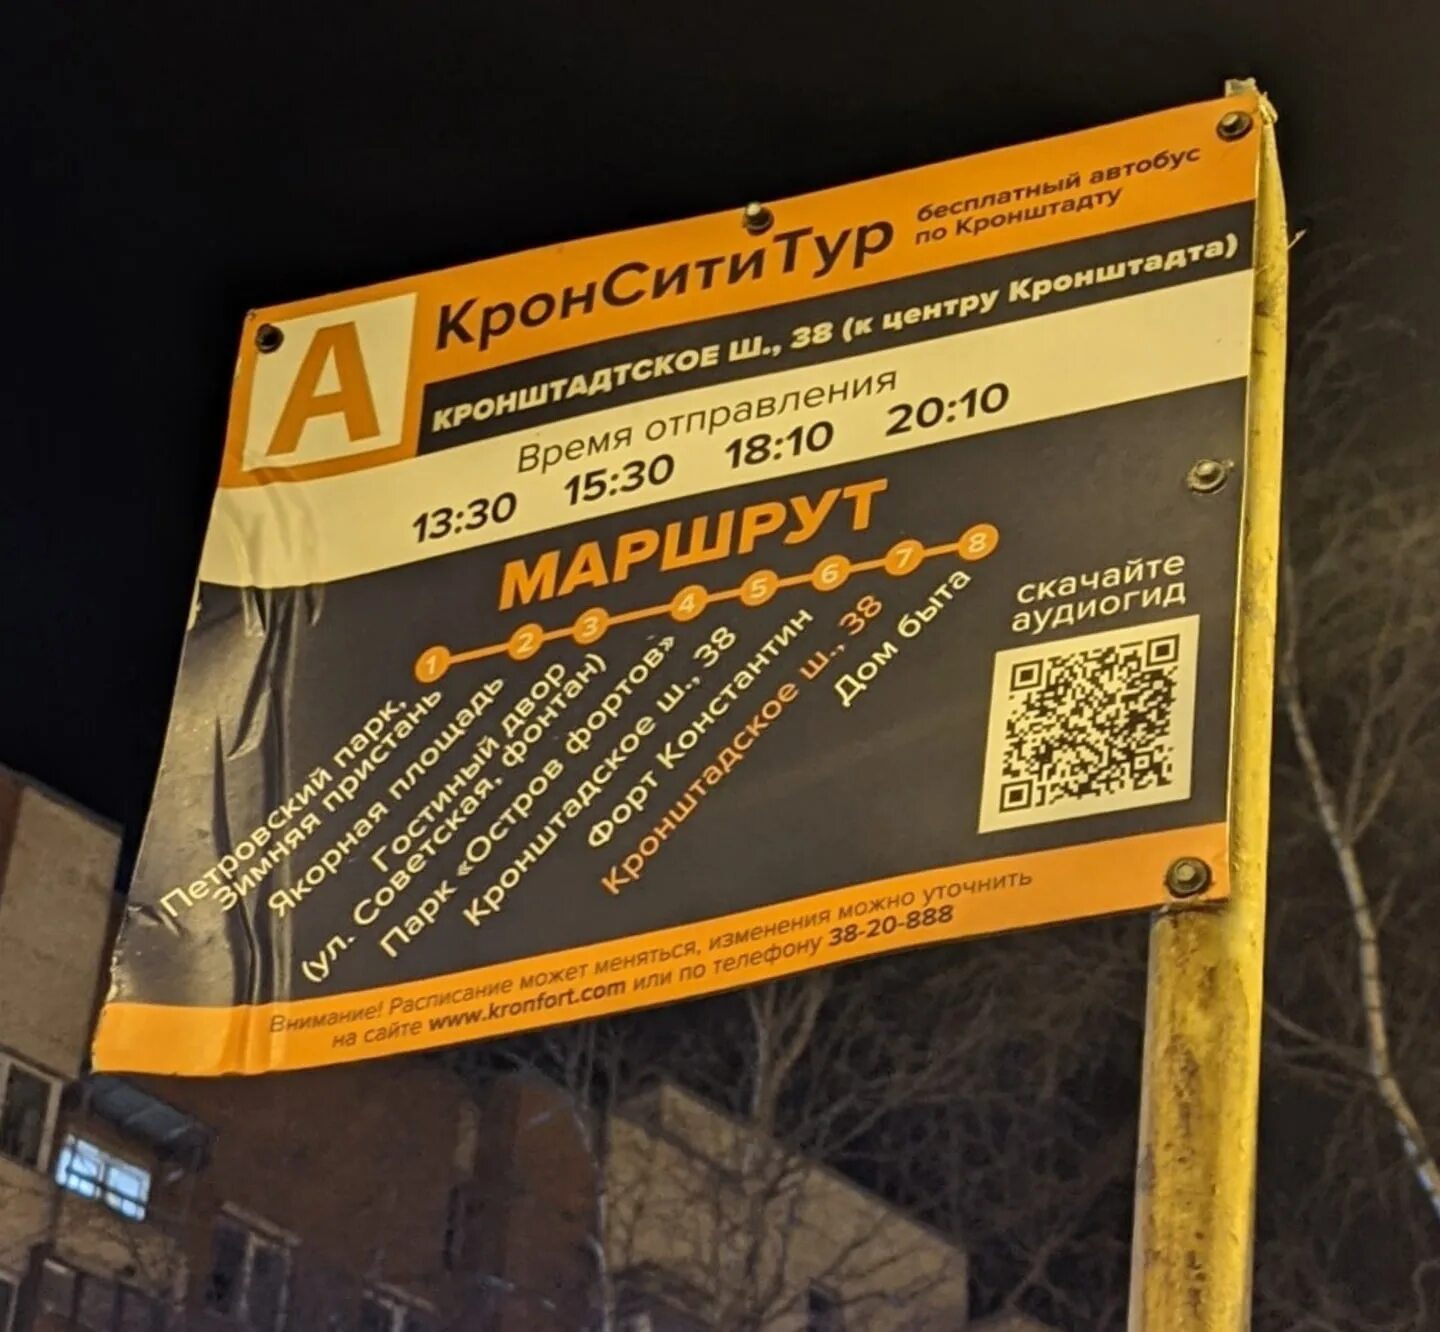 А
КронСитиТур
бесплатный автобус
по Кронштадту
КРОНШТАДТСКОЕ Ш., 38 (к центру Кронштадта)
Время отправления
13:30 15:30 18:10 20:10
МАРШРУТ
1 2 3 4 5 6 7 8
Петровский парк,
Зимняя пристань
Якорная площадь
Гостиный двор
(ул. Советская, фонтан)
Парк «Остров фортов»
Кронштадское ш., 38
Форт Константин
Кронштадское ш., 38
Дом быта
скачайте
аудиогид
Внимание! Расписание может меняться, изменения можно уточнить
на сайте www.kronfort.com или по телефону 38-20-888